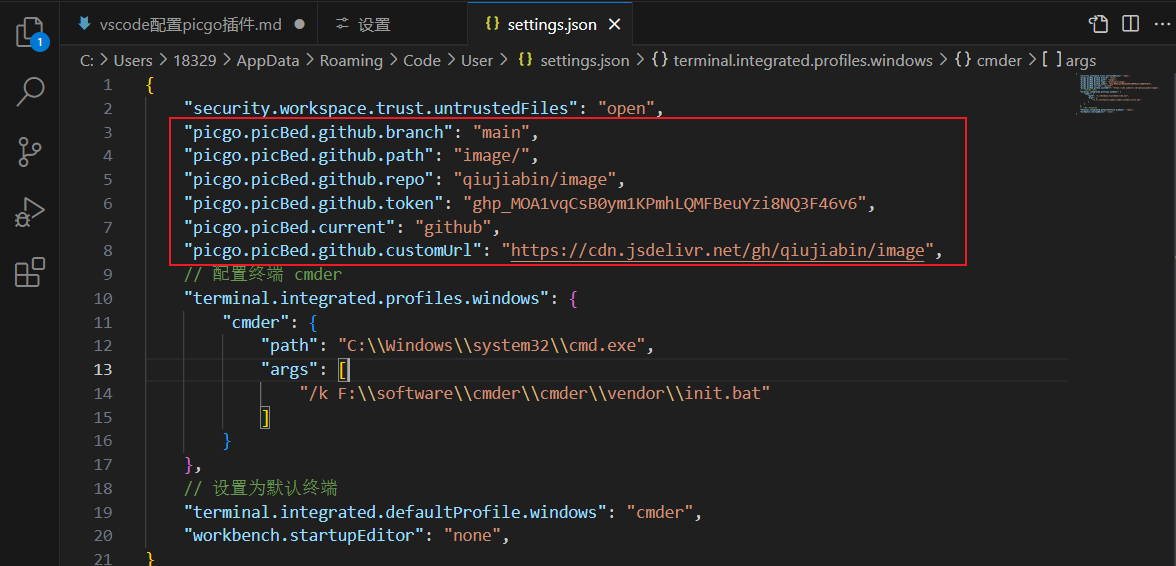 vscode配置picgo插件.md
设置
{} settings.json
1
C: > Users > 18329 > AppData > Roaming > Code > User > {} settings.json > {} terminal.integrated.profiles.windows > {} cmder > [ ] args
1 {
2 "security.workspace.trust.untrustedFiles": "open",
3 "picgo.picBed.github.branch": "main",
4 "picgo.picBed.github.path": "image/",
5 "picgo.picBed.github.repo": "qiujiabin/image",
6 "picgo.picBed.github.token": "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",
7 "picgo.picBed.current": "github",
8 "picgo.picBed.github.customUrl": "https://cdn.jsdelivr.net/gh/qiujiabin/image",
9 // 配置终端 cmder
10 "terminal.integrated.profiles.windows": {
11 "cmder": {
12 "path": "C:\\Windows\\system32\\cmd.exe",
13 "args": [
14 "/k F:\\software\\cmder\\cmder\\vendor\\init.bat"
15 ]
16 }
17 },
18 // 设置为默认终端
19 "terminal.integrated.defaultProfile.windows": "cmder",
20 "workbench.startupEditor": "none",
21 }